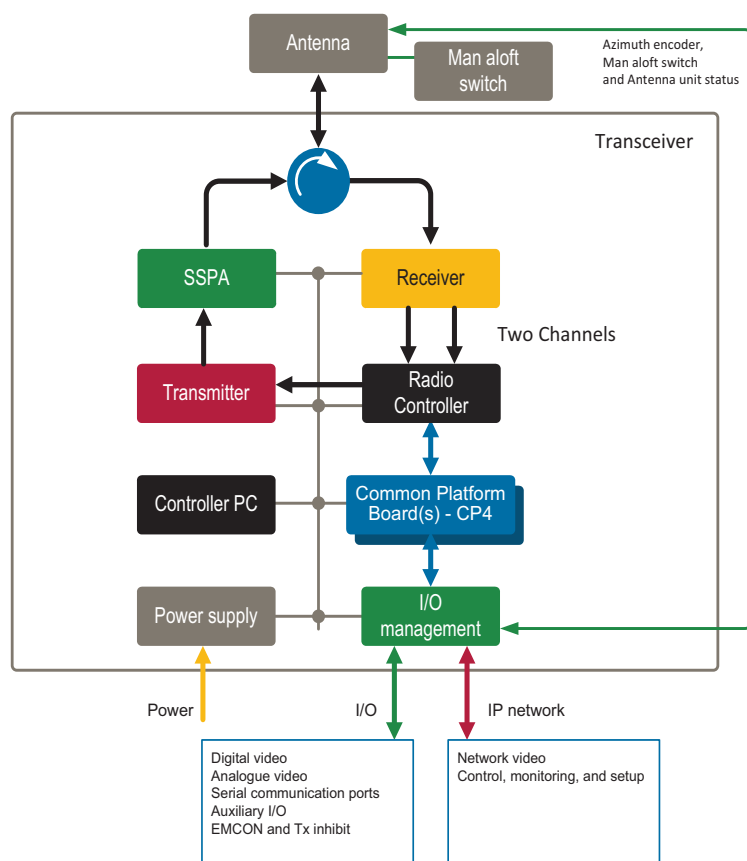 Antenna
Man aloft
switch
Azimuth encoder,
Man aloft switch
and Antenna unit status
Transceiver
SSPA
Receiver
Two Channels
Transmitter
Radio
Controller
Controller PC
Common Platform
Board(s) - CP4
Power supply
I/O
management
Power
I/O
IP network
Digital video
Analogue video
Serial communication ports
Auxiliary I/O
EMCON and Tx inhibit
Network video
Control, monitoring, and setup